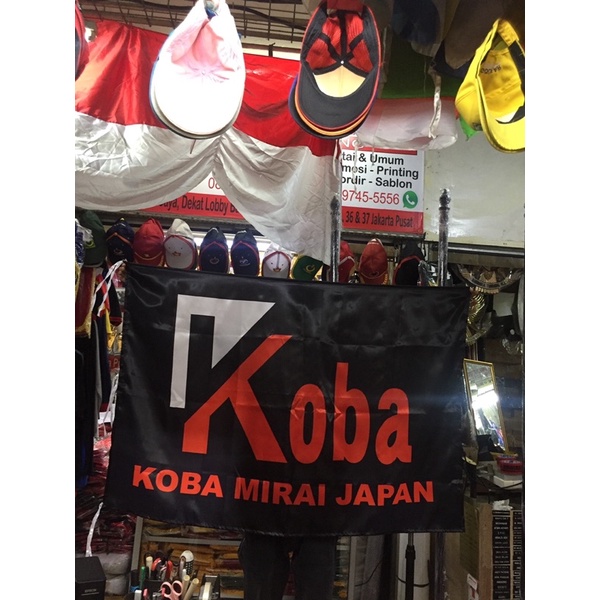 tai & Umum
mosi - Printing
ordir - Sablon
9745-5556
aya, Dekat Lobby
36 & 37 Jakarta Pusat
Koba
KOBA MIRAI JAPAN